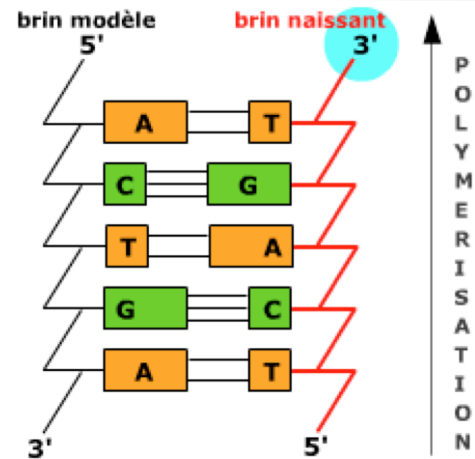 brin modèle brin naissant
5' 3'
A T
C G
T A
G C
A T
3' 5'
POLYMERISATION